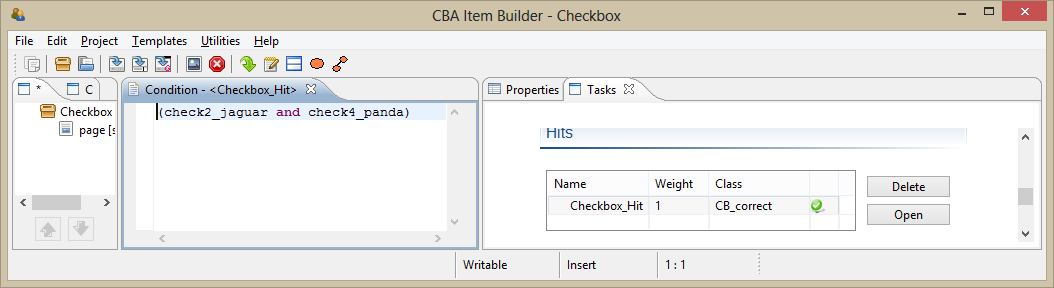 CBA Item Builder - Checkbox
File Edit Project Templates Utilities Help
* C
Checkbox
page [s
Condition - <Checkbox_Hit>
(check2_jaguar and check4_panda)
Properties Tasks
Hits
Name Weight Class
Checkbox_Hit 1 CB_correct
Delete
Open
Writable Insert 1 : 1